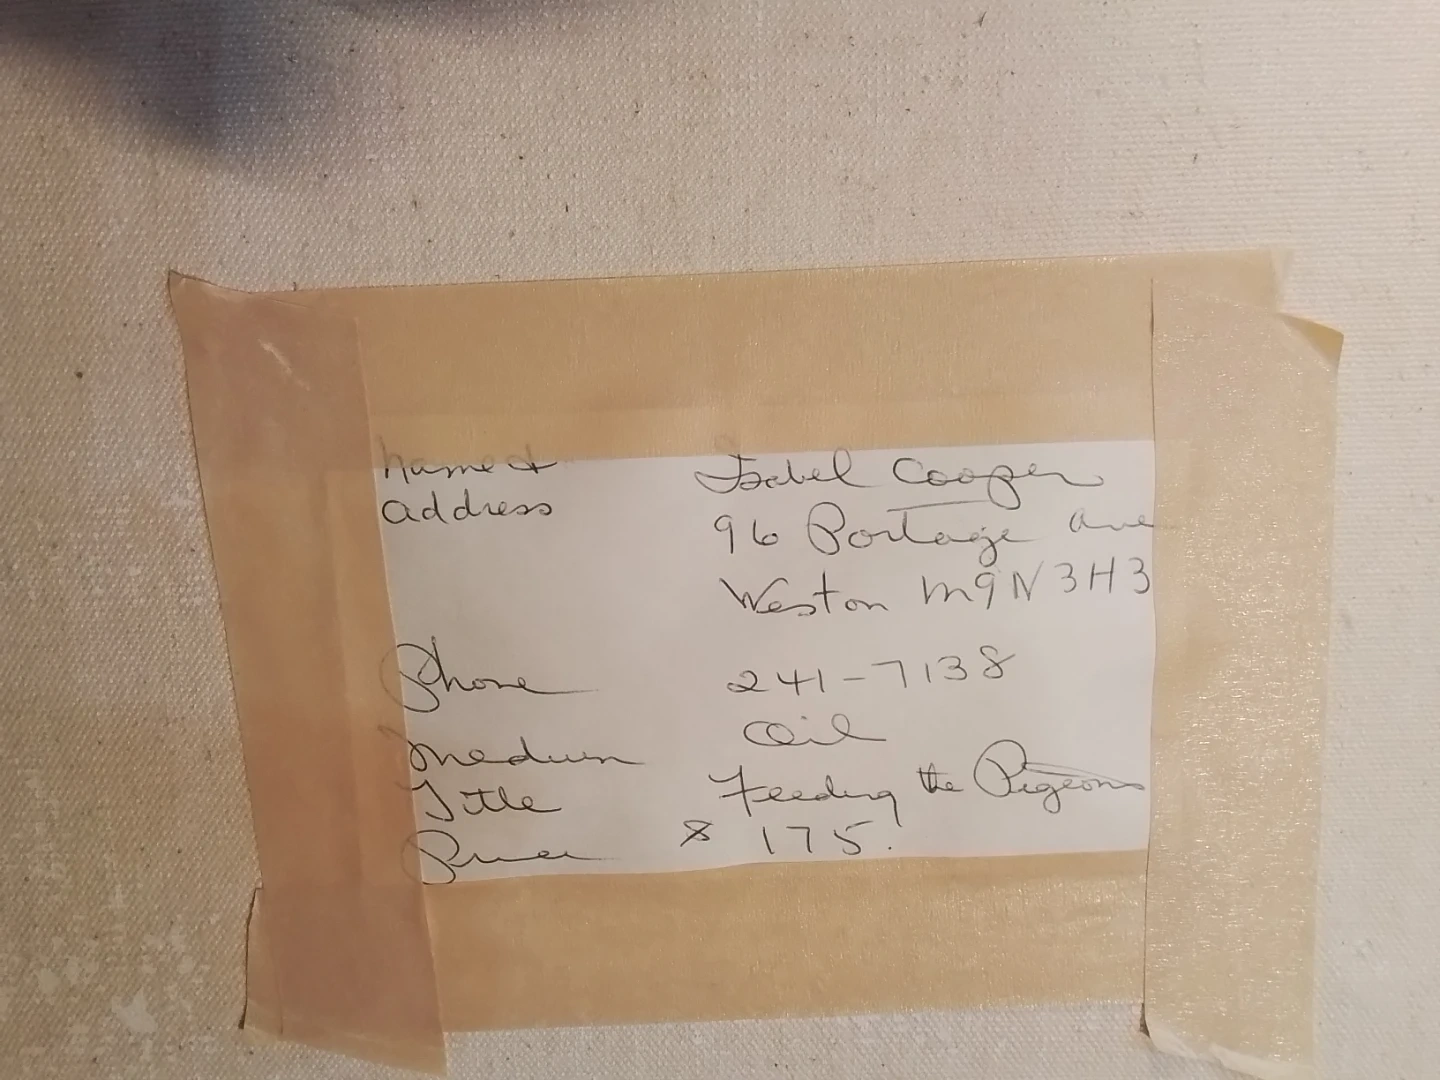 Name &
address Isabel Cooper
96 Portage Ave
Weston M9N 3H3
Phone 241-7138
Medium Oil
Title Feeding the Pigeons
Price $ 175.